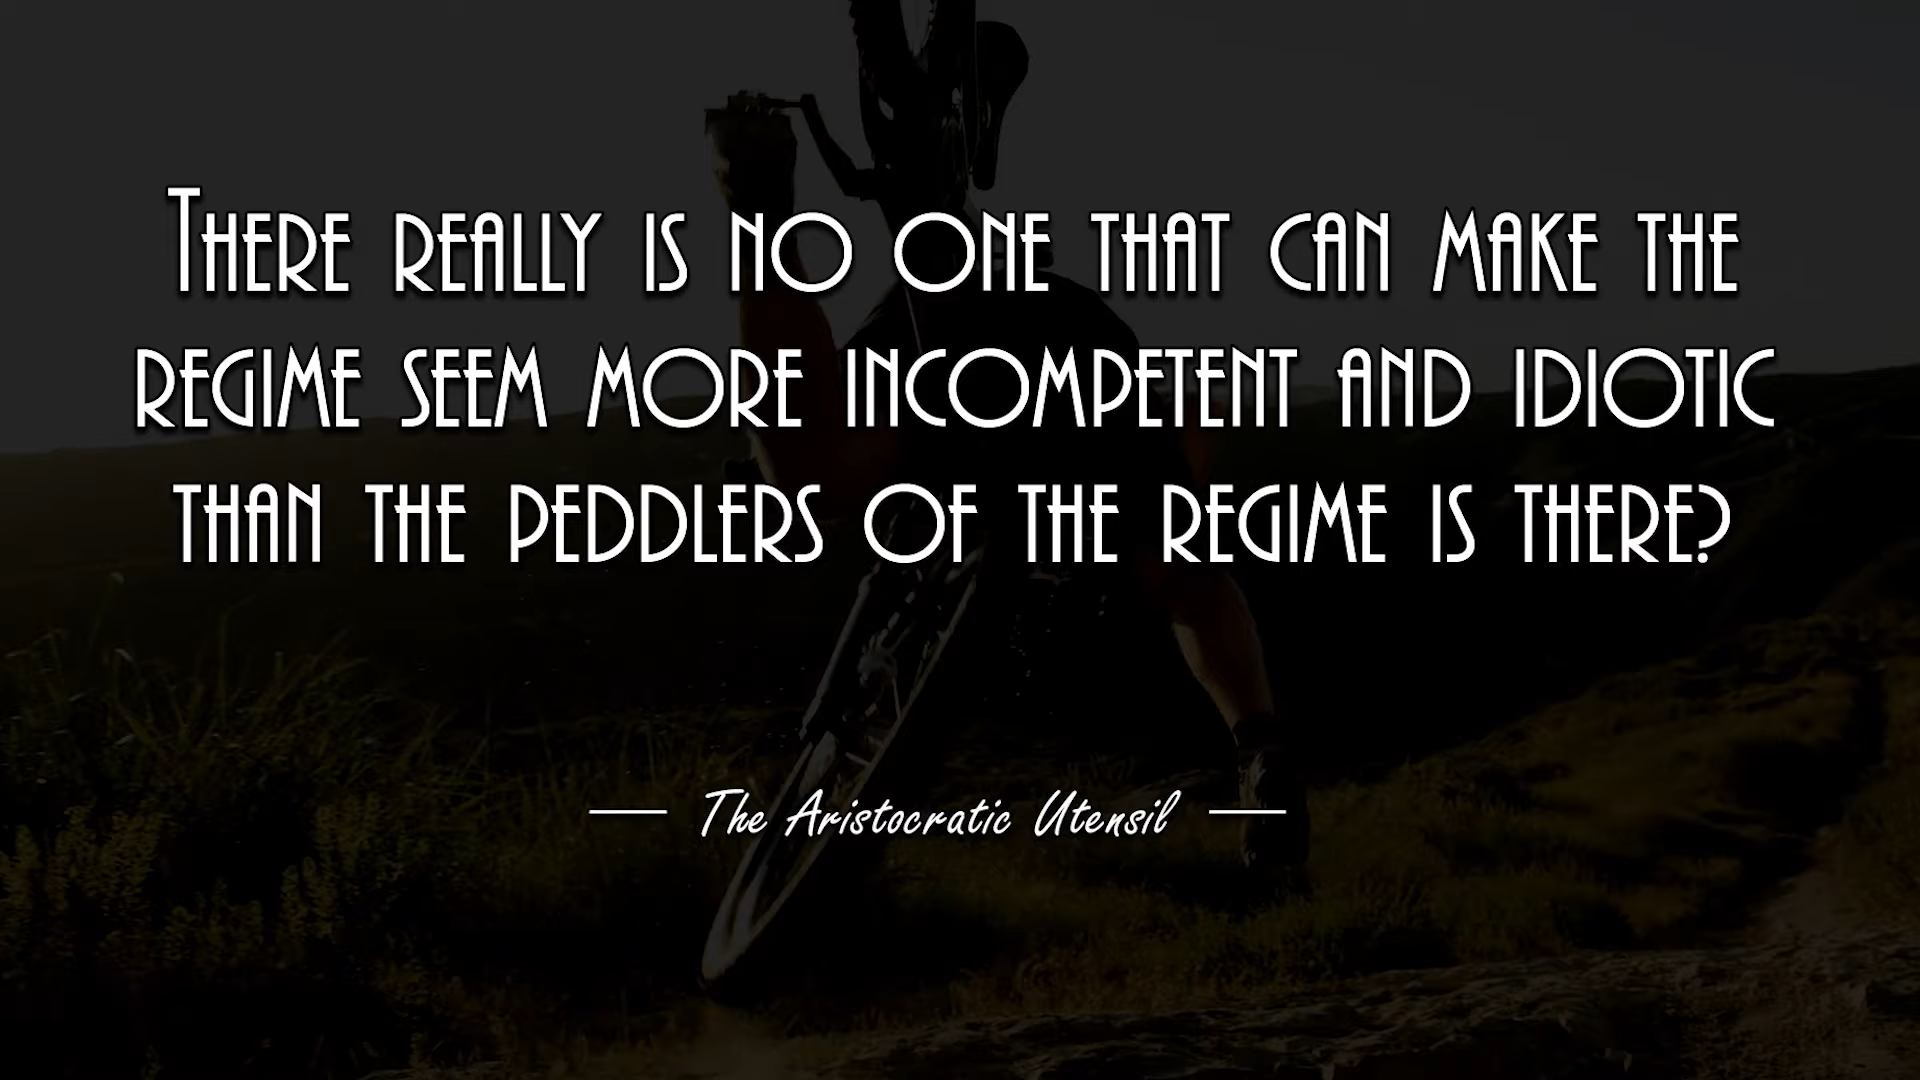 There really is no one that can make the
regime seem more incompetent and idiotic
than the peddlers of the regime is there?
The Aristocratic Utensil